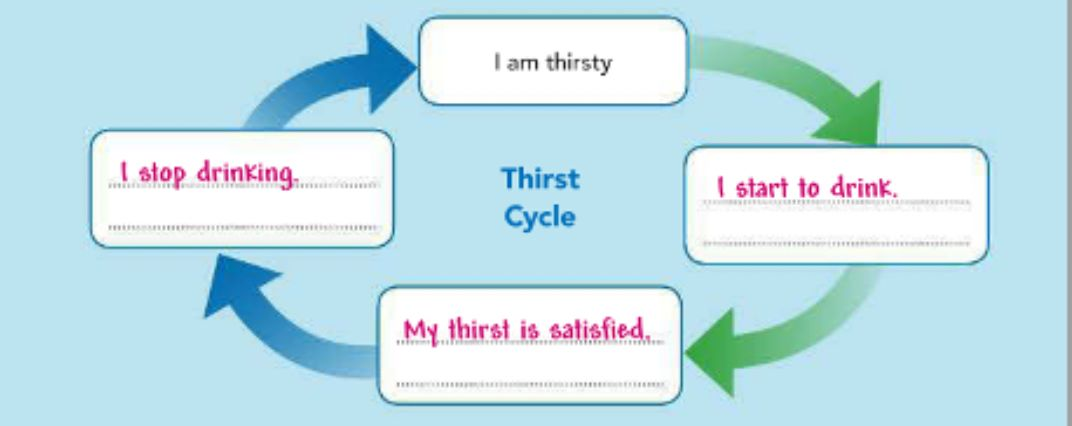 I am thirsty
I stop drinking.
Thirst
Cycle
I start to drink.
My thirst is satisfied.